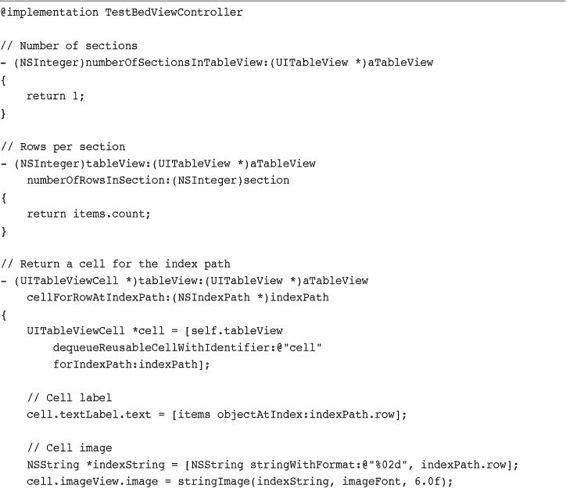 @implementation TestBedViewController
// Number of sections
- (NSInteger)numberOfSectionsInTableView:(UITableView *)aTableView
{
    return 1;
}
// Rows per section
- (NSInteger)tableView:(UITableView *)aTableView
    numberOfRowsInSection:(NSInteger)section
{
    return items.count;
}
// Return a cell for the index path
- (UITableViewCell *)tableView:(UITableView *)aTableView
    cellForRowAtIndexPath:(NSIndexPath *)indexPath
{
    UITableViewCell *cell = [self.tableView
        dequeueReusableCellWithIdentifier:@"cell"
        forIndexPath:indexPath];
    // Cell label
    cell.textLabel.text = [items objectAtIndex:indexPath.row];
    // Cell image
    NSString *indexString = [NSString stringWithFormat:@"%02d", indexPath.row];
    cell.imageView.image = stringImage(indexString, imageFont, 6.0f);